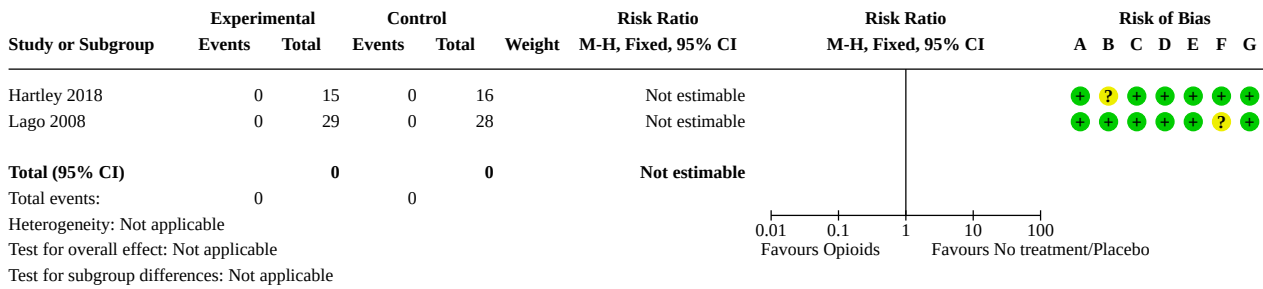 Experimental Control Risk Ratio Risk Ratio Risk of Bias
Study or Subgroup Events Total Events Total Weight M-H, Fixed, 95% CI M-H, Fixed, 95% CI A B C D E F G
Hartley 2018 0 15 0 16 Not estimable + ? + + + + +
Lago 2008 0 29 0 28 Not estimable + + + + + ? +
Total (95% CI) 0 0 Not estimable
Total events: 0 0
Heterogeneity: Not applicable
0.01 0.1 1 10 100
Test for overall effect: Not applicable Favours Opioids Favours No treatment/Placebo
Test for subgroup differences: Not applicable